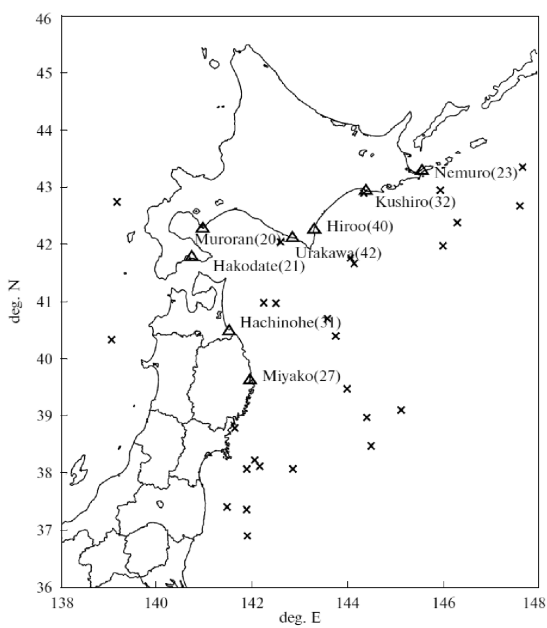 46
45
44
43
42
41
40
39
38
37
36
deg. N
Nemuro(23)
Kushiro(32)
Hiroo(40)
Muroran(20)
Urakawa(42)
Hakodate(21)
Hachinohe(31)
Miyako(27)
138 140 142 144 146 148
deg. E